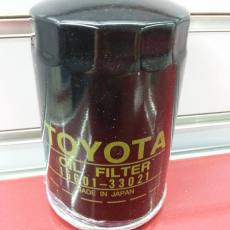 TOYOTA
OIL FILTER
15601-33021
MADE IN JAPAN